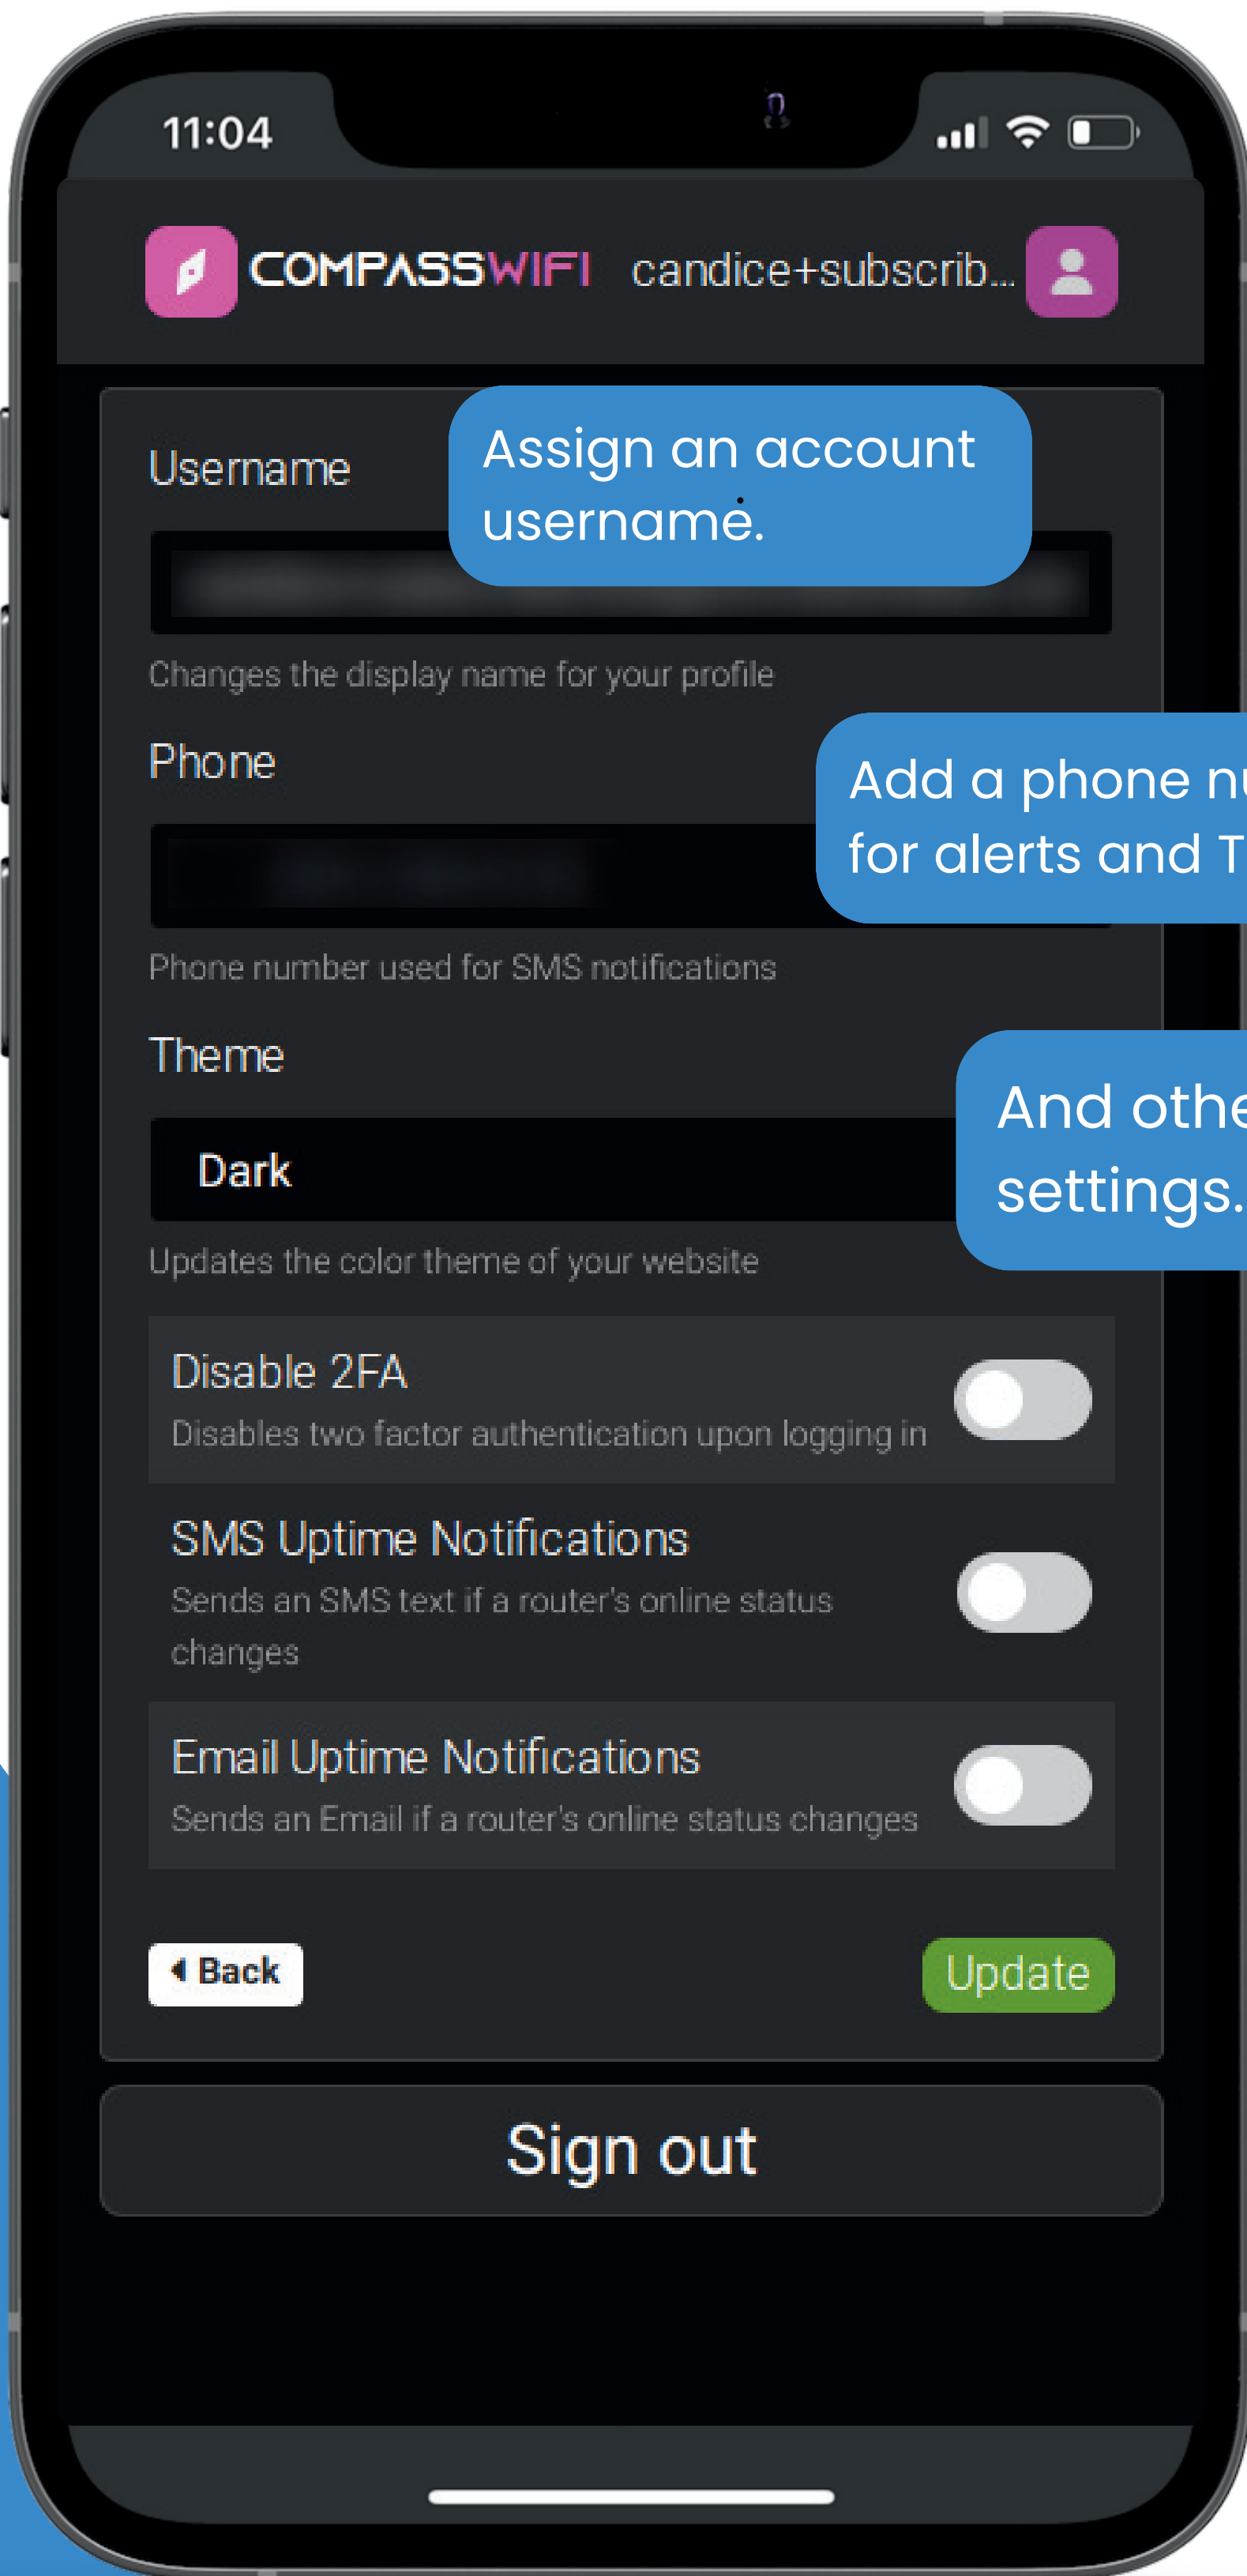 11:04
COMPASSWIFI candice+subscrib...
Username
Assign an account
username.
Changes the display name for your profile
Phone
Add a phone
for alerts and
Phone number used for SMS notifications
Theme
Dark
And
settings.
Updates the color theme of your website
Disable 2FA
Disables two factor authentication upon logging in
SMS Uptime Notifications
Sends an SMS text if a router's online status
changes
Email Uptime Notifications
Sends an Email if a router's online status changes
Back
Update
Sign out